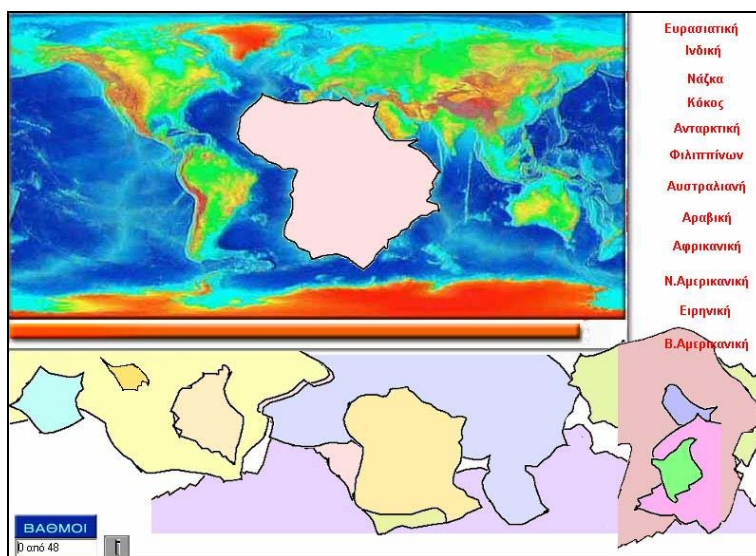 Ευρασιατική
Ινδική
Νάζκα
Κόκος
Ανταρκτική
Φιλιππίνων
Αυστραλιανή
Αραβική
Αφρικανική
Ν.Αμερικανική
Ειρηνική
Β.Αμερικανική
ΒΑΘΜΟΙ
0 από 48